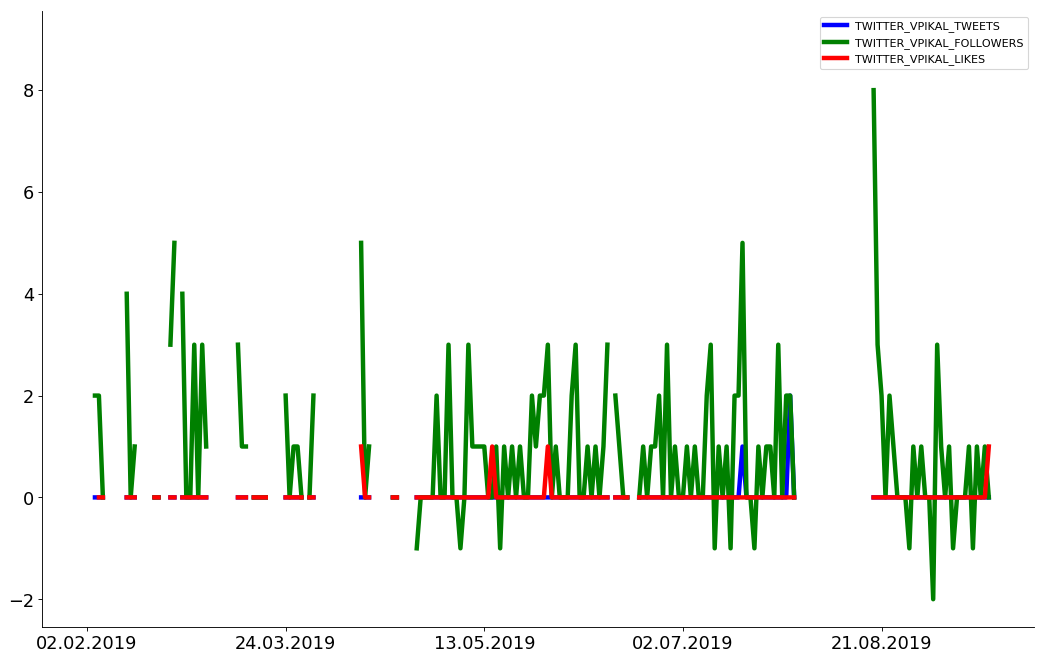 TWITTER_VPIKAL_TWEETS
TWITTER_VPIKAL_FOLLOWERS
TWITTER_VPIKAL_LIKES
8
6
4
2
0
−2
02.02.2019 24.03.2019 13.05.2019 02.07.2019 21.08.2019